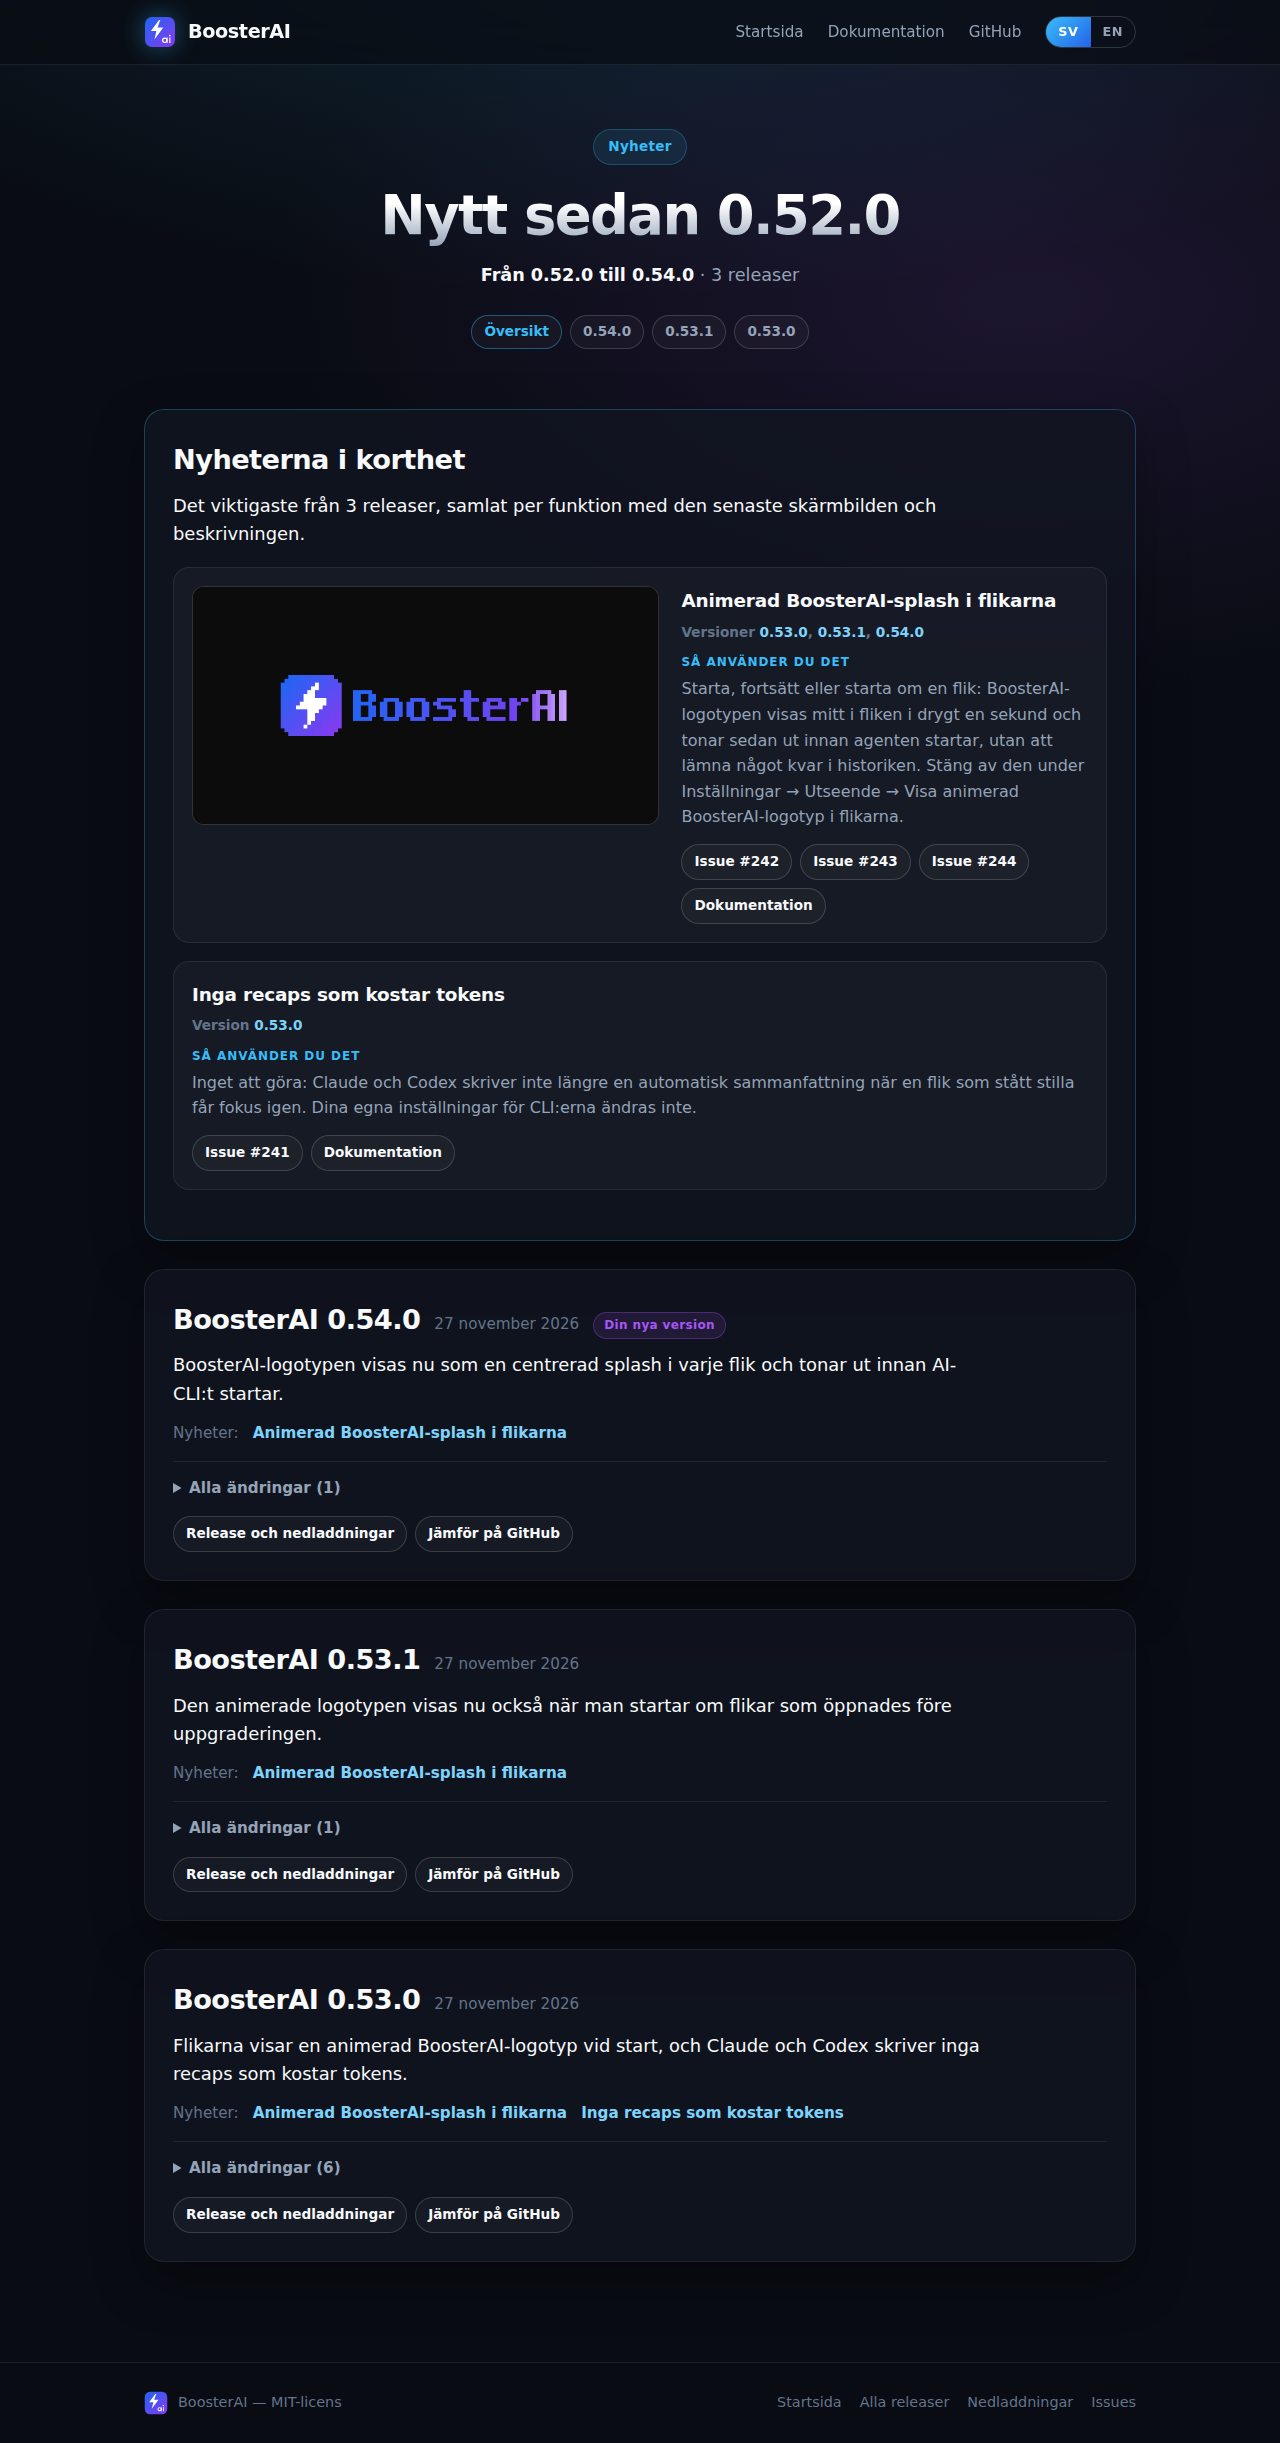 BoosterAI
Startsida
Dokumentation
GitHub
SV
EN
Nyheter
Nytt sedan 0.52.0
Från 0.52.0 till 0.54.0 · 3 releaser
Översikt
0.54.0
0.53.1
0.53.0
Nyheterna i korthet
Det viktigaste från 3 releaser, samlat per funktion med den senaste skärmbilden och
beskrivningen.
BoosterAI
Animerad BoosterAI-splash i flikarna
Versioner 0.53.0, 0.53.1, 0.54.0
SÅ ANVÄNDER DU DET
Starta, fortsätt eller starta om en flik: BoosterAI-
logotypen visas mitt i fliken i drygt en sekund och
tonar sedan ut innan agenten startar, utan att
lämna något kvar i historiken. Stäng av den under
Inställningar → Utseende → Visa animerad
BoosterAI-logotyp i flikarna.
Issue #242
Issue #243
Issue #244
Dokumentation
Inga recaps som kostar tokens
Version 0.53.0
SÅ ANVÄNDER DU DET
Inget att göra: Claude och Codex skriver inte längre en automatisk sammanfattning när en flik som stått stilla
får fokus igen. Dina egna inställningar för CLI:erna ändras inte.
Issue #241
Dokumentation
BoosterAI 0.54.0 27 november 2026 Din nya version
BoosterAI-logotypen visas nu som en centrerad splash i varje flik och tonar ut innan AI-
CLI:t startar.
Nyheter: Animerad BoosterAI-splash i flikarna
Alla ändringar (1)
Release och nedladdningar
Jämför på GitHub
BoosterAI 0.53.1 27 november 2026
Den animerade logotypen visas nu också när man startar om flikar som öppnades före
uppgraderingen.
Nyheter: Animerad BoosterAI-splash i flikarna
Alla ändringar (1)
Release och nedladdningar
Jämför på GitHub
BoosterAI 0.53.0 27 november 2026
Flikarna visar en animerad BoosterAI-logotyp vid start, och Claude och Codex skriver inga
recaps som kostar tokens.
Nyheter: Animerad BoosterAI-splash i flikarna Inga recaps som kostar tokens
Alla ändringar (6)
Release och nedladdningar
Jämför på GitHub
BoosterAI — MIT-licens
Startsida
Alla releaser
Nedladdningar
Issues